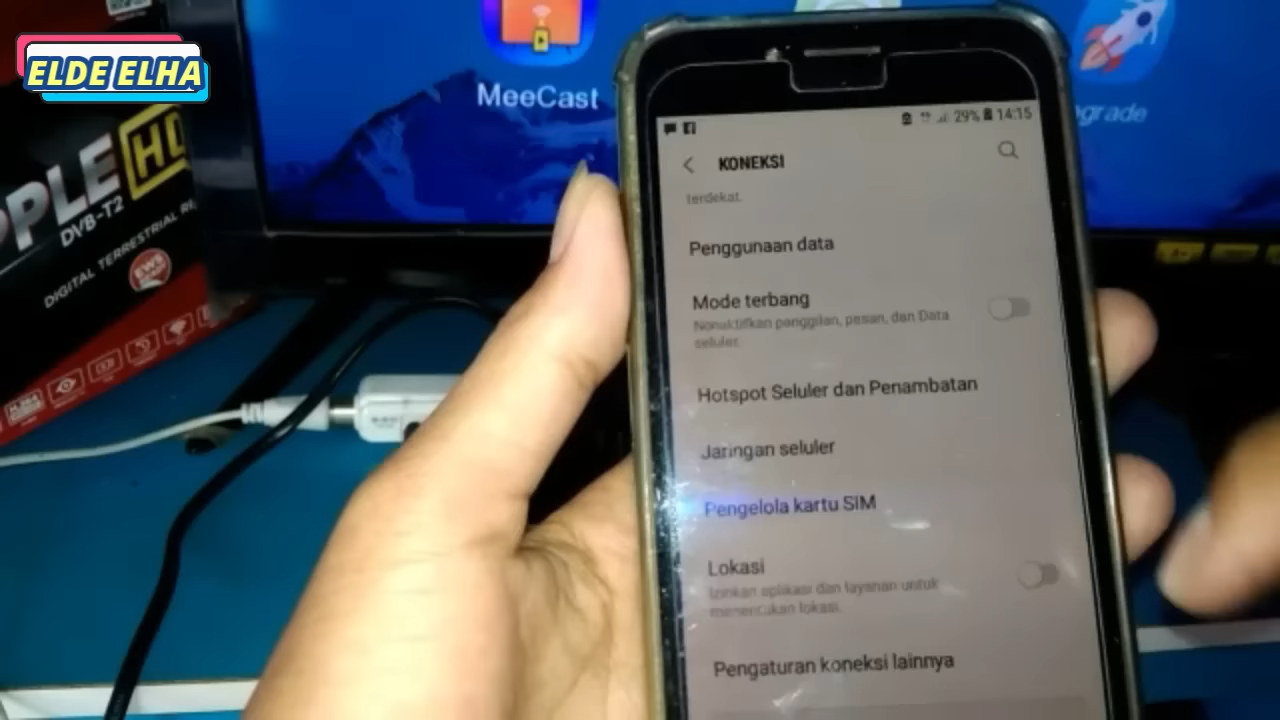 ELDE ELHA
MeeCast
HD
DVB-T2
DIGITAL TERRESTRIAL
EWS
29% 14:15
KONEKSI
terdekat.
Penggunaan data
Mode terbang
Nonaktifkan panggilan, pesan, dan Data
seluler.
Hotspot Seluler dan Penambatan
Jaringan seluler
Pengelola kartu SIM
Lokasi
Izinkan aplikasi dan layanan untuk
menentukan lokasi.
Pengaturan koneksi lainnya